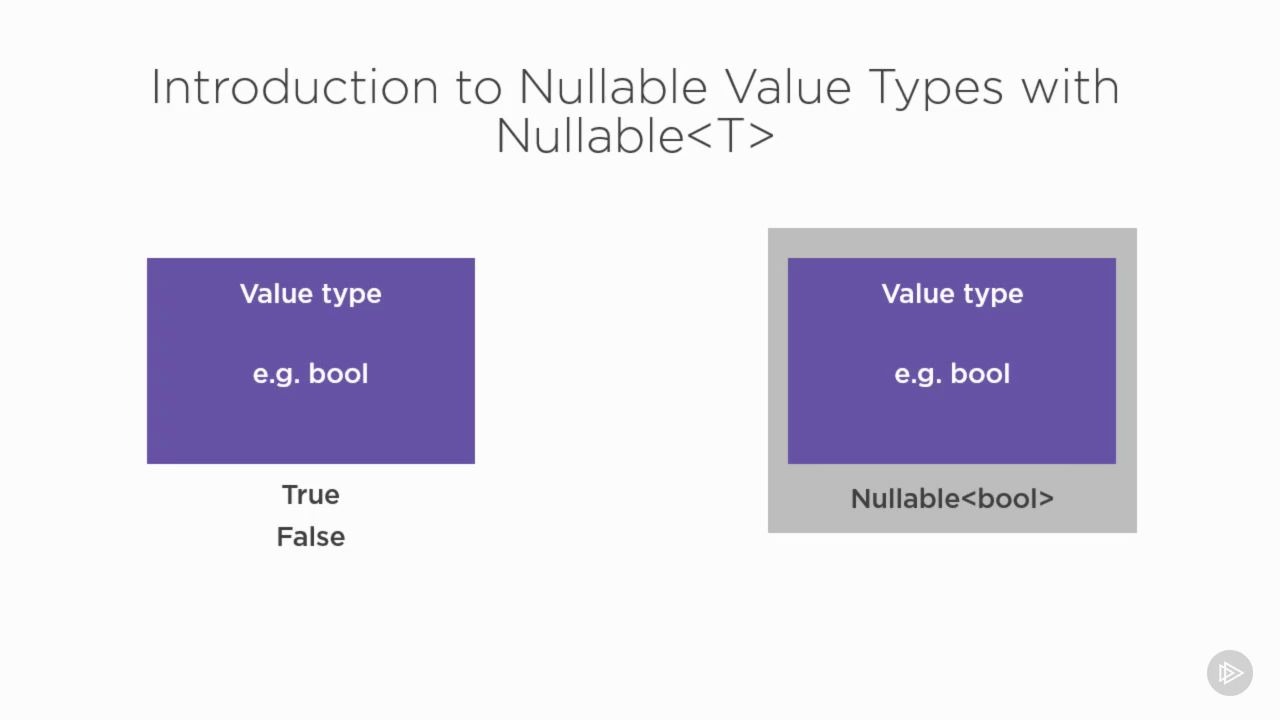 Introduction to Nullable Value Types with
Nullable<T>
Value type
e.g. bool
True
False
Value type
e.g. bool
Nullable<bool>